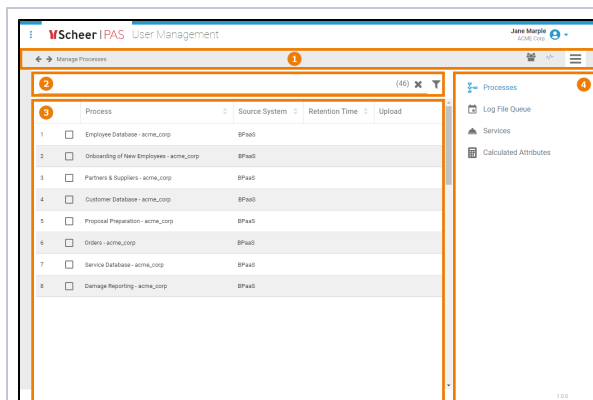 Scheer | PAS User Management
Jane Marple
ACME Corp.
Manage Processes
1
2
(46)
4
Processes
Log File Queue
Services
Calculated Attributes
3
Process Source System Retention Time Upload
1 Employee Database - acme_corp BPaaS
2 Onboarding of New Employees - acme_corp BPaaS
3 Partners & Suppliers - acme_corp BPaaS
4 Customer Database - acme_corp BPaaS
5 Proposal Preparation - acme_corp BPaaS
6 Orders - acme_corp BPaaS
7 Service Database - acme_corp BPaaS
8 Damage Reporting - acme_corp BPaaS
1.0.0